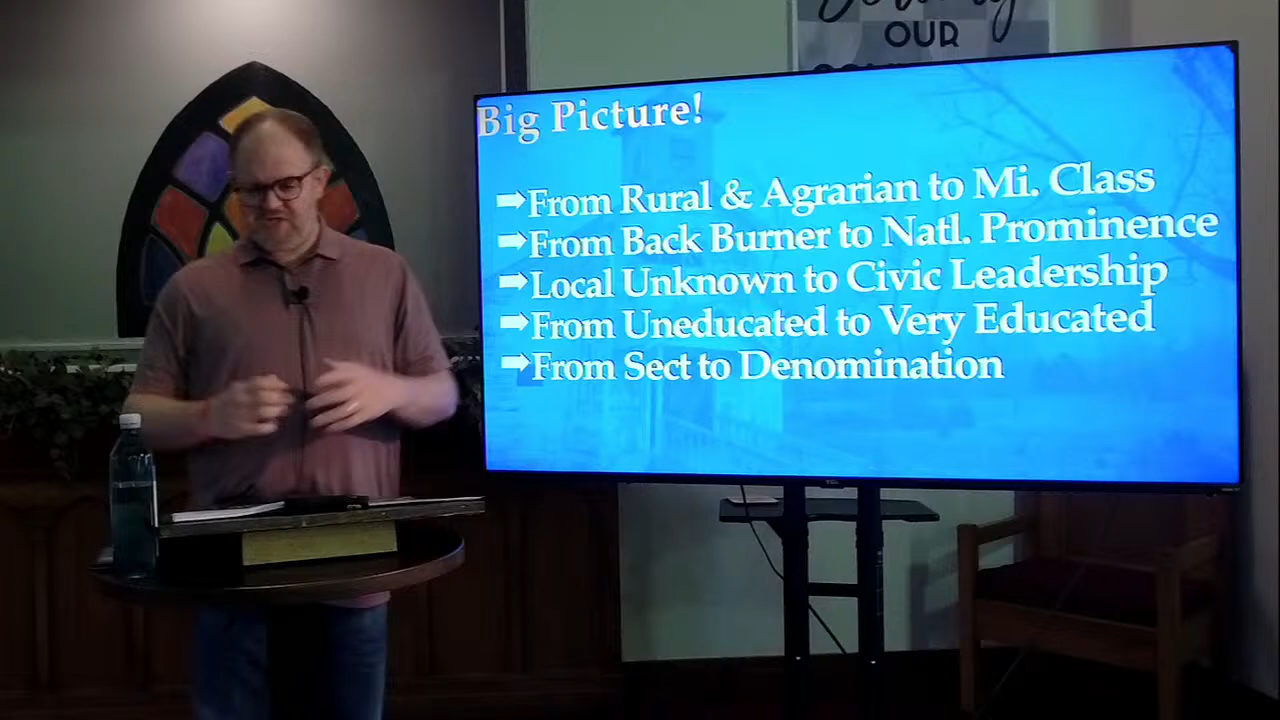 OUR
Big Picture!
➡From Rural & Agrarian to Mi. Class
➡From Back Burner to Natl. Prominence
➡Local Unknown to Civic Leadership
➡From Uneducated to Very Educated
➡From Sect to Denomination